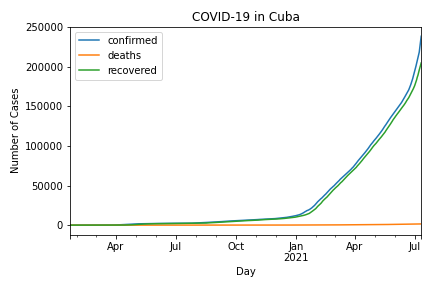 COVID-19 in Cuba
confirmed
deaths
recovered
Number of Cases
250000
200000
150000
100000
50000
0
Apr Jul Oct Jan Apr Jul
2021
Day